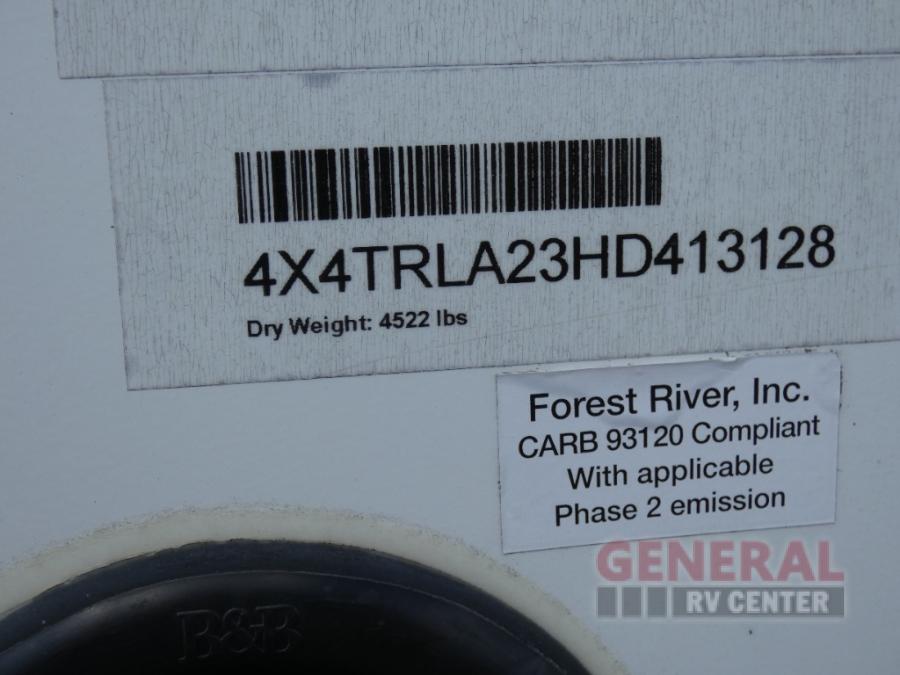 4X4TRLA23HD413128
Dry Weight: 4522 lbs
Forest River, Inc.
CARB 93120 Compliant
With applicable
Phase 2 emission
GENERAL
RV CENTER
B&B